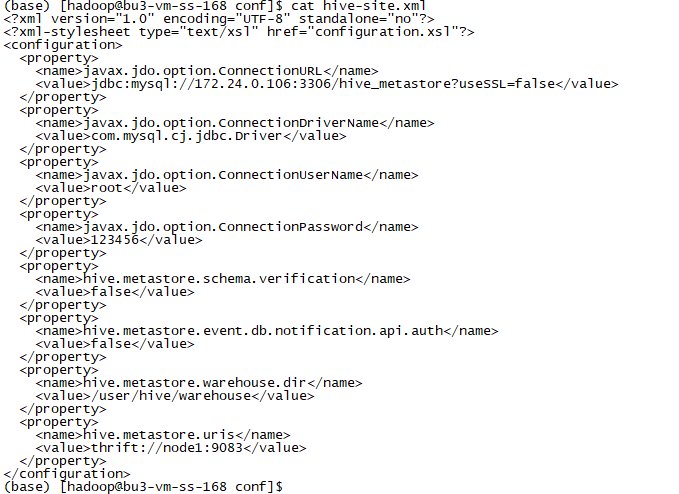 (base) [hadoop@bu3-vm-ss-168 conf]$ cat hive-site.xml
<?xml version="1.0" encoding="UTF-8" standalone="no"?>
<?xml-stylesheet type="text/xsl" href="configuration.xsl"?>
<configuration>
  <property>
    <name>javax.jdo.option.ConnectionURL</name>
    <value>jdbc:mysql://172.24.0.106:3306/hive_metastore?useSSL=false</value>
  </property>
  <property>
    <name>javax.jdo.option.ConnectionDriverName</name>
    <value>com.mysql.cj.jdbc.Driver</value>
  </property>
  <property>
    <name>javax.jdo.option.ConnectionUserName</name>
    <value>root</value>
  </property>
  <property>
    <name>javax.jdo.option.ConnectionPassword</name>
    <value>123456</value>
  </property>
  <property>
    <name>hive.metastore.schema.verification</name>
    <value>false</value>
  </property>
  <property>
    <name>hive.metastore.event.db.notification.api.auth</name>
    <value>false</value>
  </property>
  <property>
    <name>hive.metastore.warehouse.dir</name>
    <value>/user/hive/warehouse</value>
  </property>
  <property>
    <name>hive.metastore.uris</name>
    <value>thrift://node1:9083</value>
  </property>
</configuration>
(base) [hadoop@bu3-vm-ss-168 conf]$